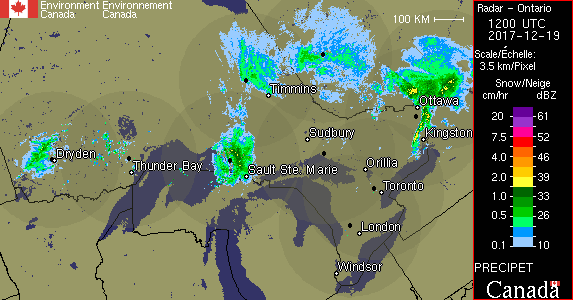 Environment Environnement
Canada Canada
100 KM
Radar - Ontario
1200 UTC
2017-12-19
Scale/Échelle:
3.5 km/Pixel
Snow/Neige
cm/hr dBZ
20 61
7.5 57
5.5 52
4.0 46
2.0 39
1.0 33
0.5 26
0.1 10
PRECIPET
Canada
Timmins
Ottawa
Sudbury
Kingston
Dryden
Thunder Bay
Sault Ste. Marie
Orillia
Toronto
London
Windsor